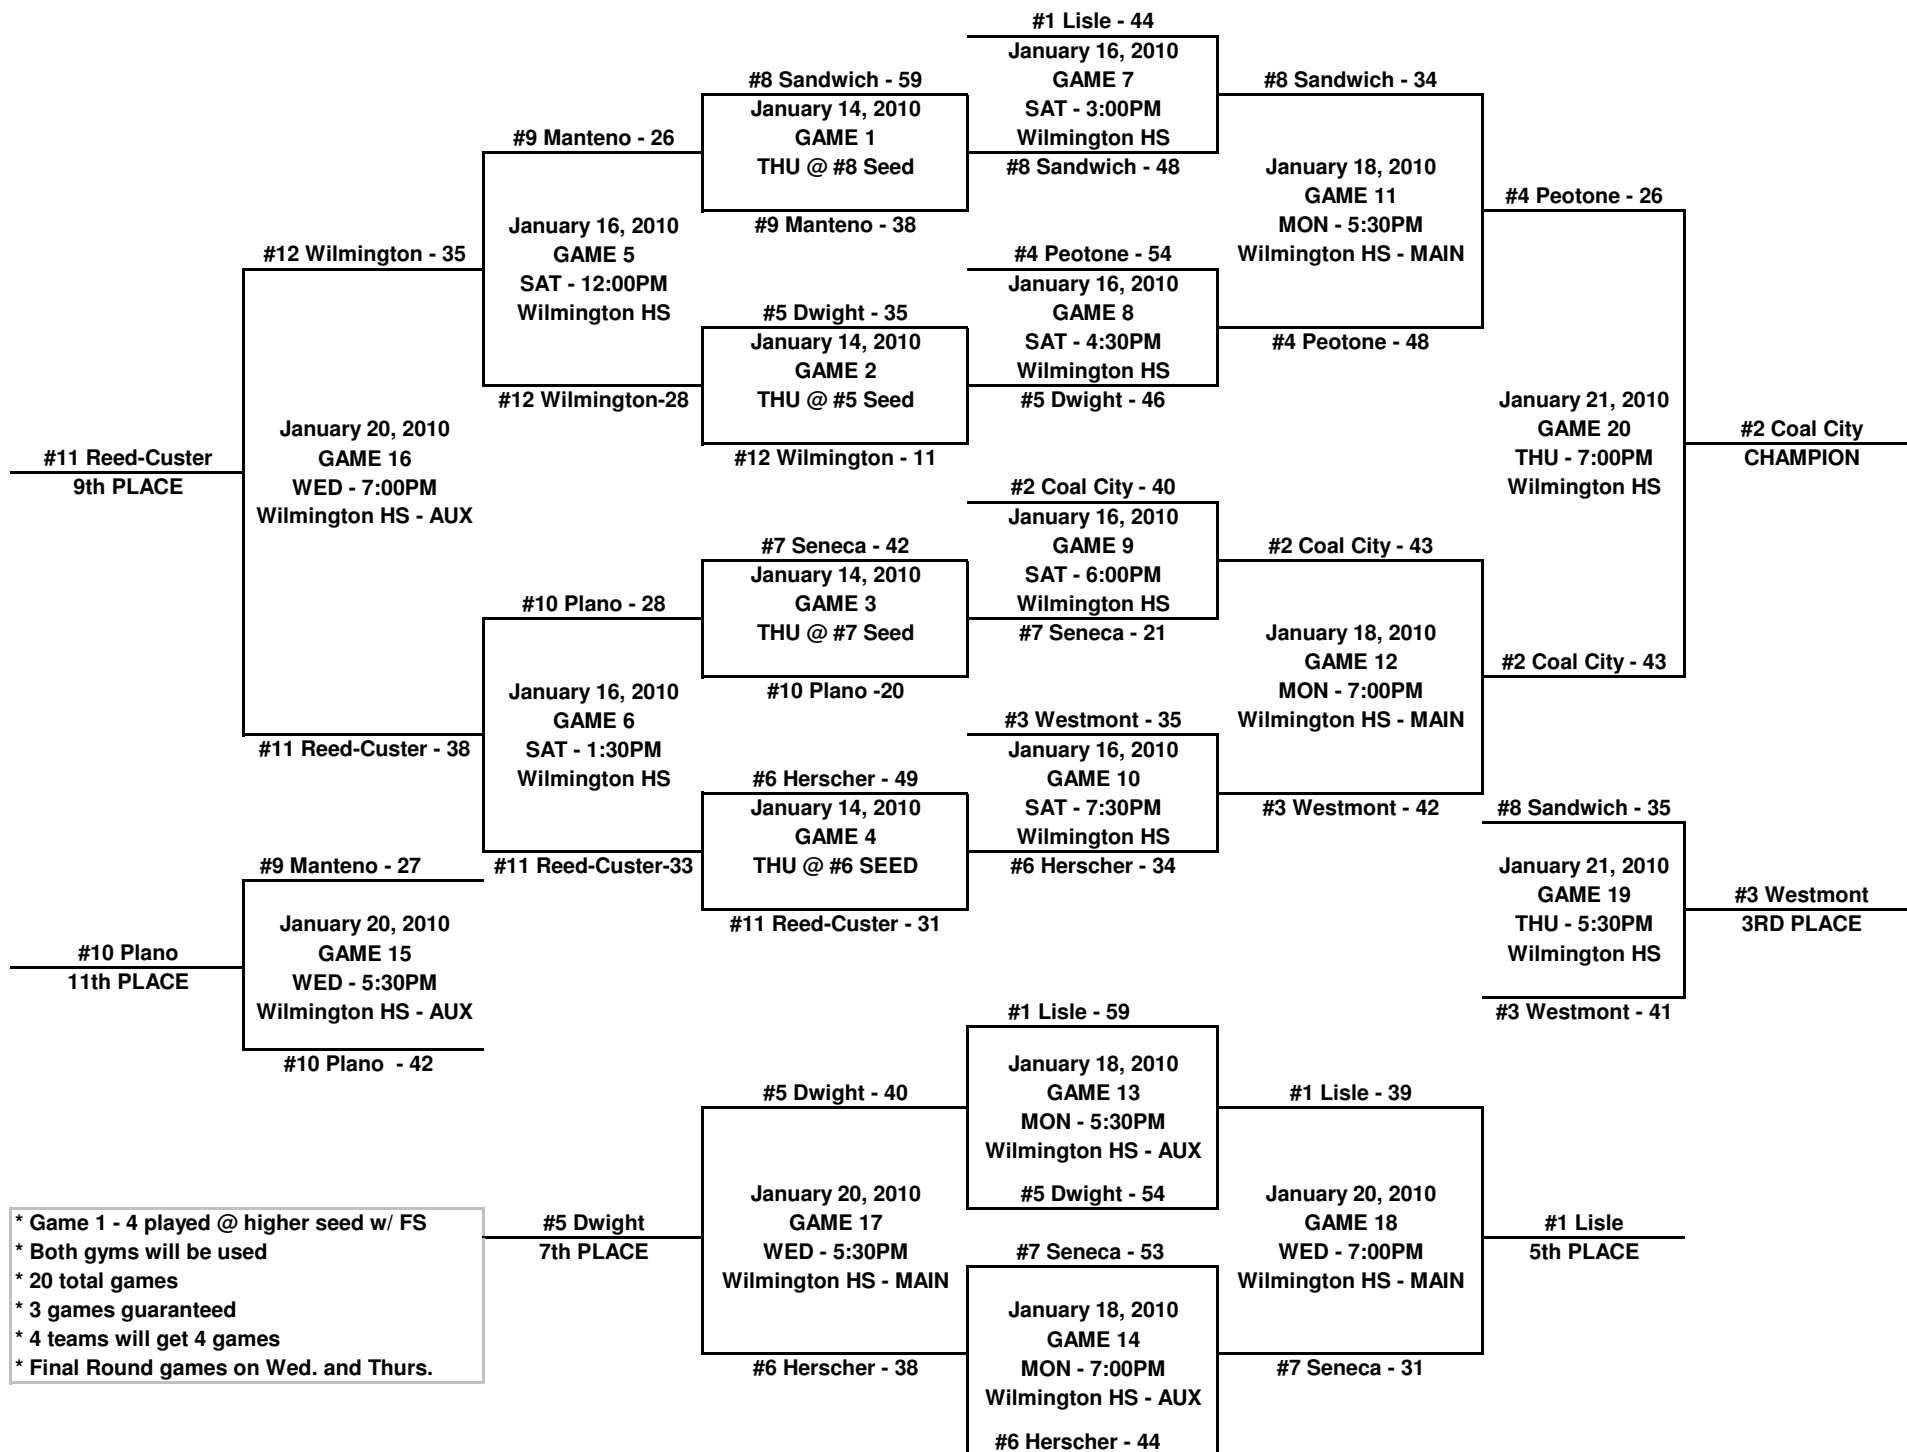 #1 Lisle - 44
January 16, 2010
GAME 7
SAT - 3:00PM
Wilmington HS
#8 Sandwich - 48
#8 Sandwich - 59
January 14, 2010
GAME 1
THU @ #8 Seed
#9 Manteno - 38
#8 Sandwich - 34
January 18, 2010
GAME 11
MON - 5:30PM
Wilmington HS - MAIN
#4 Peotone - 48
#9 Manteno - 26
January 16, 2010
GAME 5
SAT - 12:00PM
Wilmington HS
#12 Wilmington-28
#4 Peotone - 26
January 21, 2010
GAME 20
THU - 7:00PM
Wilmington HS
#2 Coal City - 43
#2 Coal City
CHAMPION
#12 Wilmington - 35
January 20, 2010
GAME 16
WED - 7:00PM
Wilmington HS - AUX
#11 Reed-Custer - 38
#11 Reed-Custer
9th PLACE
#4 Peotone - 54
January 16, 2010
GAME 8
SAT - 4:30PM
Wilmington HS
#5 Dwight - 46
#5 Dwight - 35
January 14, 2010
GAME 2
THU @ #5 Seed
#12 Wilmington - 11
#2 Coal City - 40
January 16, 2010
GAME 9
SAT - 6:00PM
Wilmington HS
#7 Seneca - 21
#7 Seneca - 42
January 14, 2010
GAME 3
THU @ #7 Seed
#10 Plano -20
#2 Coal City - 43
January 18, 2010
GAME 12
MON - 7:00PM
Wilmington HS - MAIN
#3 Westmont - 42
#10 Plano - 28
January 16, 2010
GAME 6
SAT - 1:30PM
Wilmington HS
#11 Reed-Custer-33
#3 Westmont - 35
January 16, 2010
GAME 10
SAT - 7:30PM
Wilmington HS
#6 Herscher - 34
#6 Herscher - 49
January 14, 2010
GAME 4
THU @ #6 SEED
#11 Reed-Custer - 31
#8 Sandwich - 35
January 21, 2010
GAME 19
THU - 5:30PM
Wilmington HS
#3 Westmont - 41
#3 Westmont
3RD PLACE
#9 Manteno - 27
January 20, 2010
GAME 15
WED - 5:30PM
Wilmington HS - AUX
#10 Plano  - 42
#10 Plano
11th PLACE
#1 Lisle - 59
January 18, 2010
GAME 13
MON - 5:30PM
Wilmington HS - AUX
#5 Dwight - 54
#5 Dwight - 40
January 20, 2010
GAME 17
WED - 5:30PM
Wilmington HS - MAIN
#6 Herscher - 38
#5 Dwight
7th PLACE
#1 Lisle - 39
January 20, 2010
GAME 18
WED - 7:00PM
Wilmington HS - MAIN
#7 Seneca - 31
#1 Lisle
5th PLACE
#7 Seneca - 53
January 18, 2010
GAME 14
MON - 7:00PM
Wilmington HS - AUX
#6 Herscher - 44
* Game 1 - 4 played @ higher seed w/ FS
* Both gyms will be used
* 20 total games
* 3 games guaranteed
* 4 teams will get 4 games
* Final Round games on Wed. and Thurs.